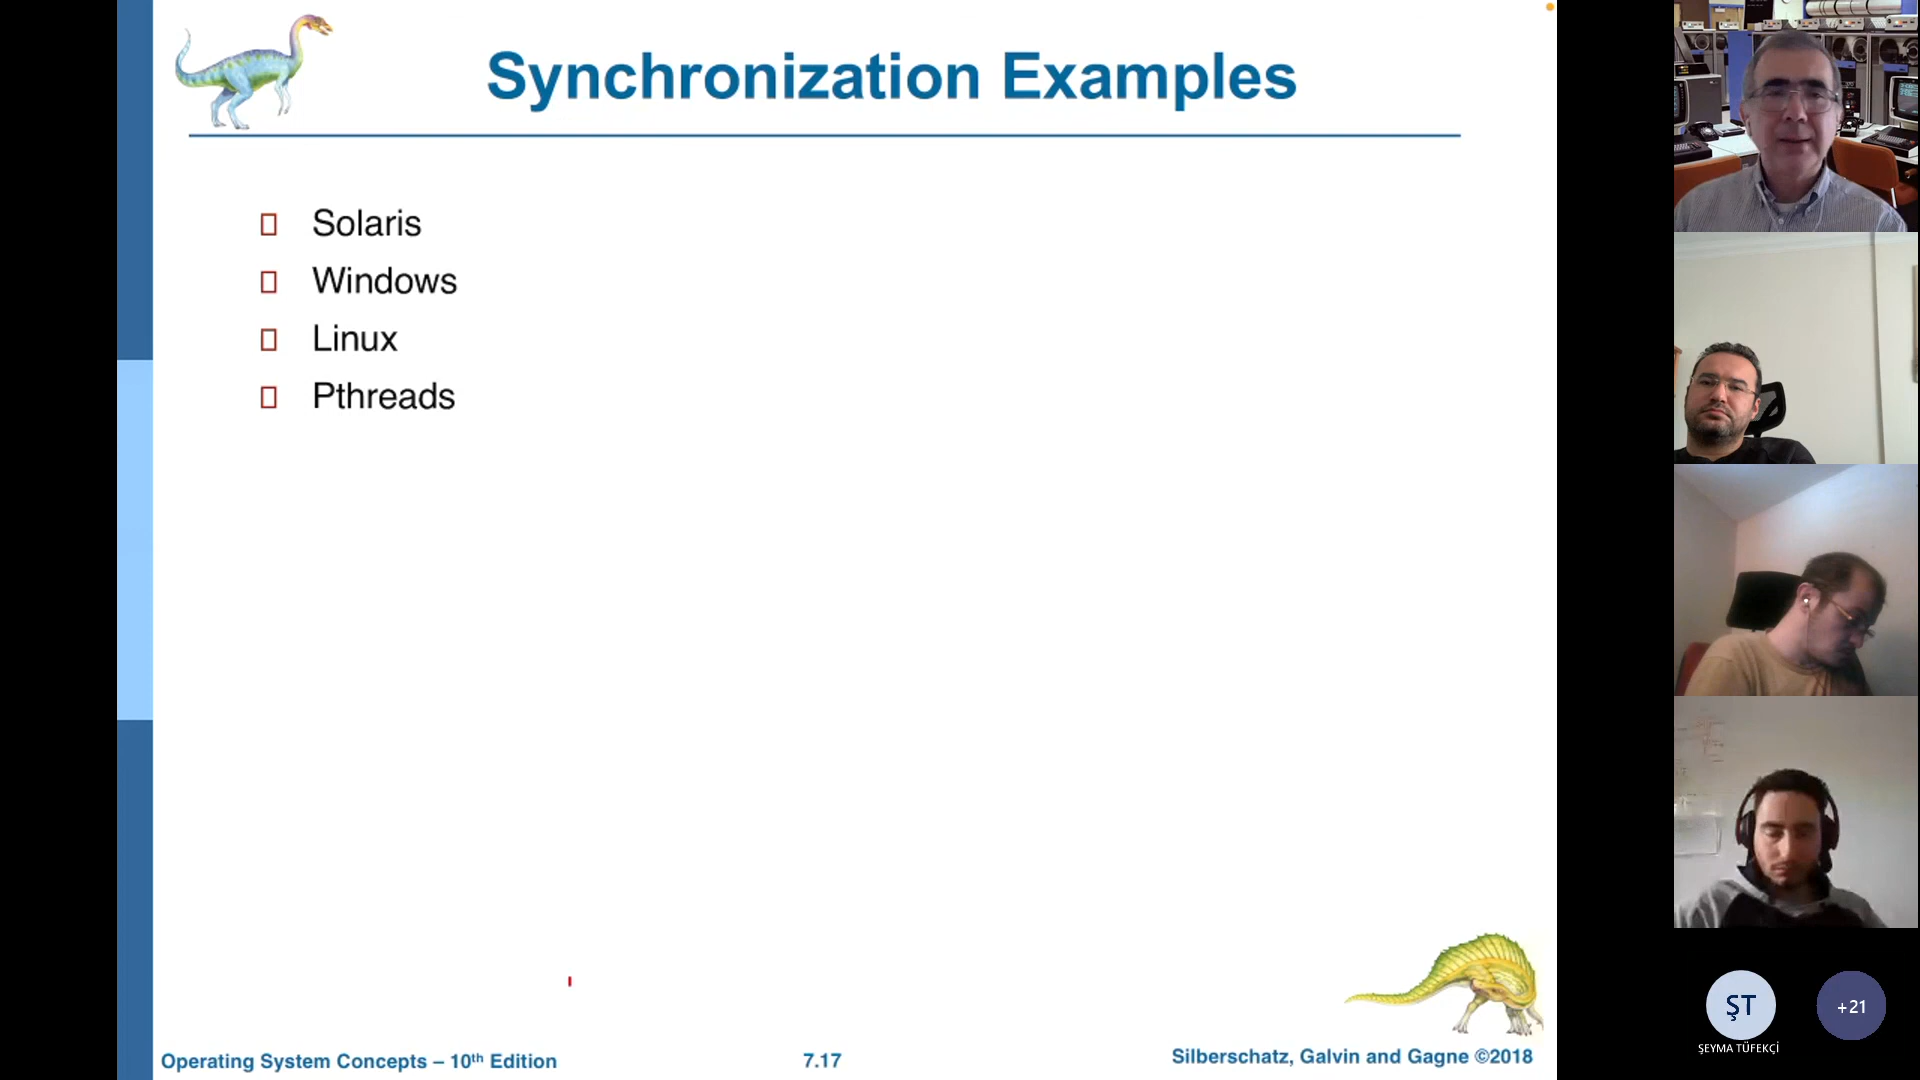 Synchronization Examples
Solaris
Windows
Linux
Pthreads
Operating System Concepts – 10th Edition
7.17
Silberschatz, Galvin and Gagne ©2018
ŞT
+21
ŞEYMA TÜFEKÇİ